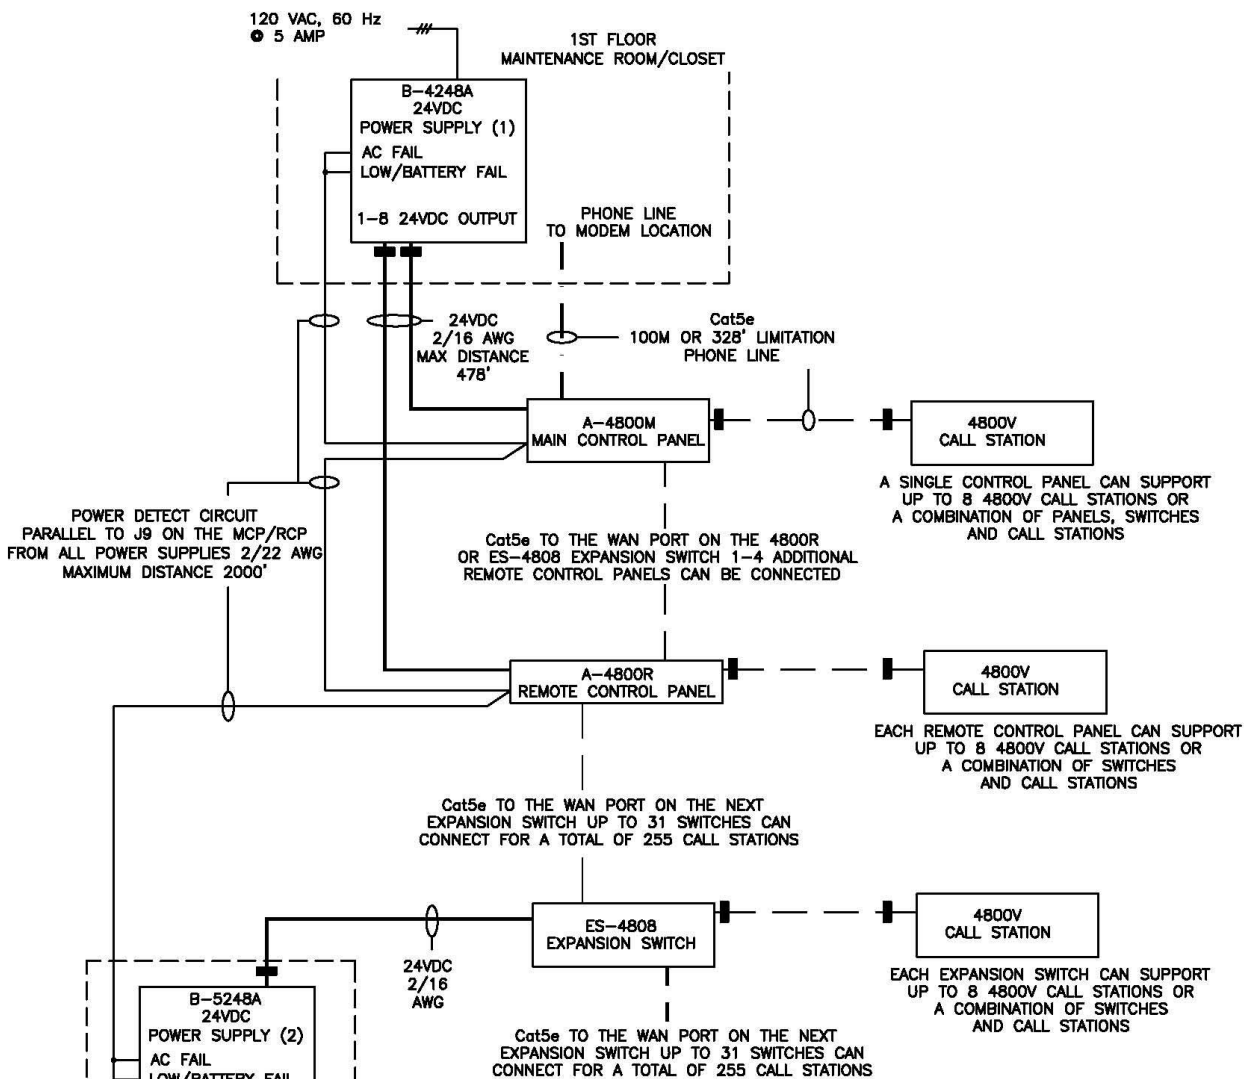 120 VAC, 60 Hz
@ 5 AMP
1ST FLOOR
MAINTENANCE ROOM/CLOSET
B-4248A
24VDC
POWER SUPPLY (1)
AC FAIL
LOW/BATTERY FAIL
1-8 24VDC OUTPUT
PHONE LINE
TO MODEM LOCATION
24VDC
2/16 AWG
MAX DISTANCE
478'
Cat5e
100M OR 328' LIMITATION
PHONE LINE
A-4800M
MAIN CONTROL PANEL
4800V
CALL STATION
A SINGLE CONTROL PANEL CAN SUPPORT
UP TO 8 4800V CALL STATIONS OR
A COMBINATION OF PANELS, SWITCHES
AND CALL STATIONS
POWER DETECT CIRCUIT
PARALLEL TO J9 ON THE MCP/RCP
FROM ALL POWER SUPPLIES 2/22 AWG
MAXIMUM DISTANCE 2000'
Cat5e TO THE WAN PORT ON THE 4800R
OR ES-4808 EXPANSION SWITCH 1-4 ADDITIONAL
REMOTE CONTROL PANELS CAN BE CONNECTED
A-4800R
REMOTE CONTROL PANEL
4800V
CALL STATION
EACH REMOTE CONTROL PANEL CAN SUPPORT
UP TO 8 4800V CALL STATIONS OR
A COMBINATION OF SWITCHES
AND CALL STATIONS
Cat5e TO THE WAN PORT ON THE NEXT
EXPANSION SWITCH UP TO 31 SWITCHES CAN
CONNECT FOR A TOTAL OF 255 CALL STATIONS
ES-4808
EXPANSION SWITCH
4800V
CALL STATION
24VDC
2/16
AWG
EACH EXPANSION SWITCH CAN SUPPORT
UP TO 8 4800V CALL STATIONS OR
A COMBINATION OF SWITCHES
AND CALL STATIONS
B-5248A
24VDC
POWER SUPPLY (2)
AC FAIL
LOW/BATTERY FAIL
Cat5e TO THE WAN PORT ON THE NEXT
EXPANSION SWITCH UP TO 31 SWITCHES CAN
CONNECT FOR A TOTAL OF 255 CALL STATIONS